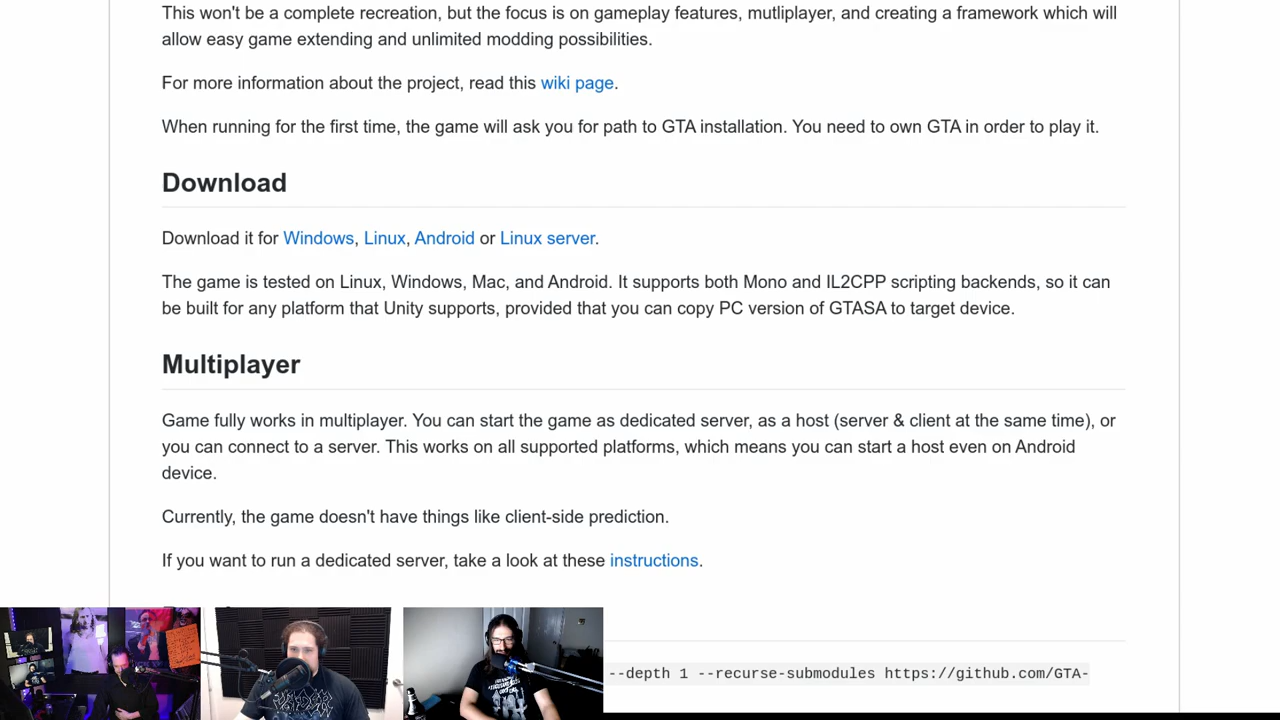 This won't be a complete recreation, but the focus is on gameplay features, mutliplayer, and creating a framework which will
allow easy game extending and unlimited modding possibilities.
For more information about the project, read this wiki page.
When running for the first time, the game will ask you for path to GTA installation. You need to own GTA in order to play it.
Download
Download it for Windows, Linux, Android or Linux server.
The game is tested on Linux, Windows, Mac, and Android. It supports both Mono and IL2CPP scripting backends, so it can
be built for any platform that Unity supports, provided that you can copy PC version of GTASA to target device.
Multiplayer
Game fully works in multiplayer. You can start the game as dedicated server, as a host (server & client at the same time), or
you can connect to a server. This works on all supported platforms, which means you can start a host even on Android
device.
Currently, the game doesn't have things like client-side prediction.
If you want to run a dedicated server, take a look at these instructions.
--depth 1 --recurse-submodules https://github.com/GTA-